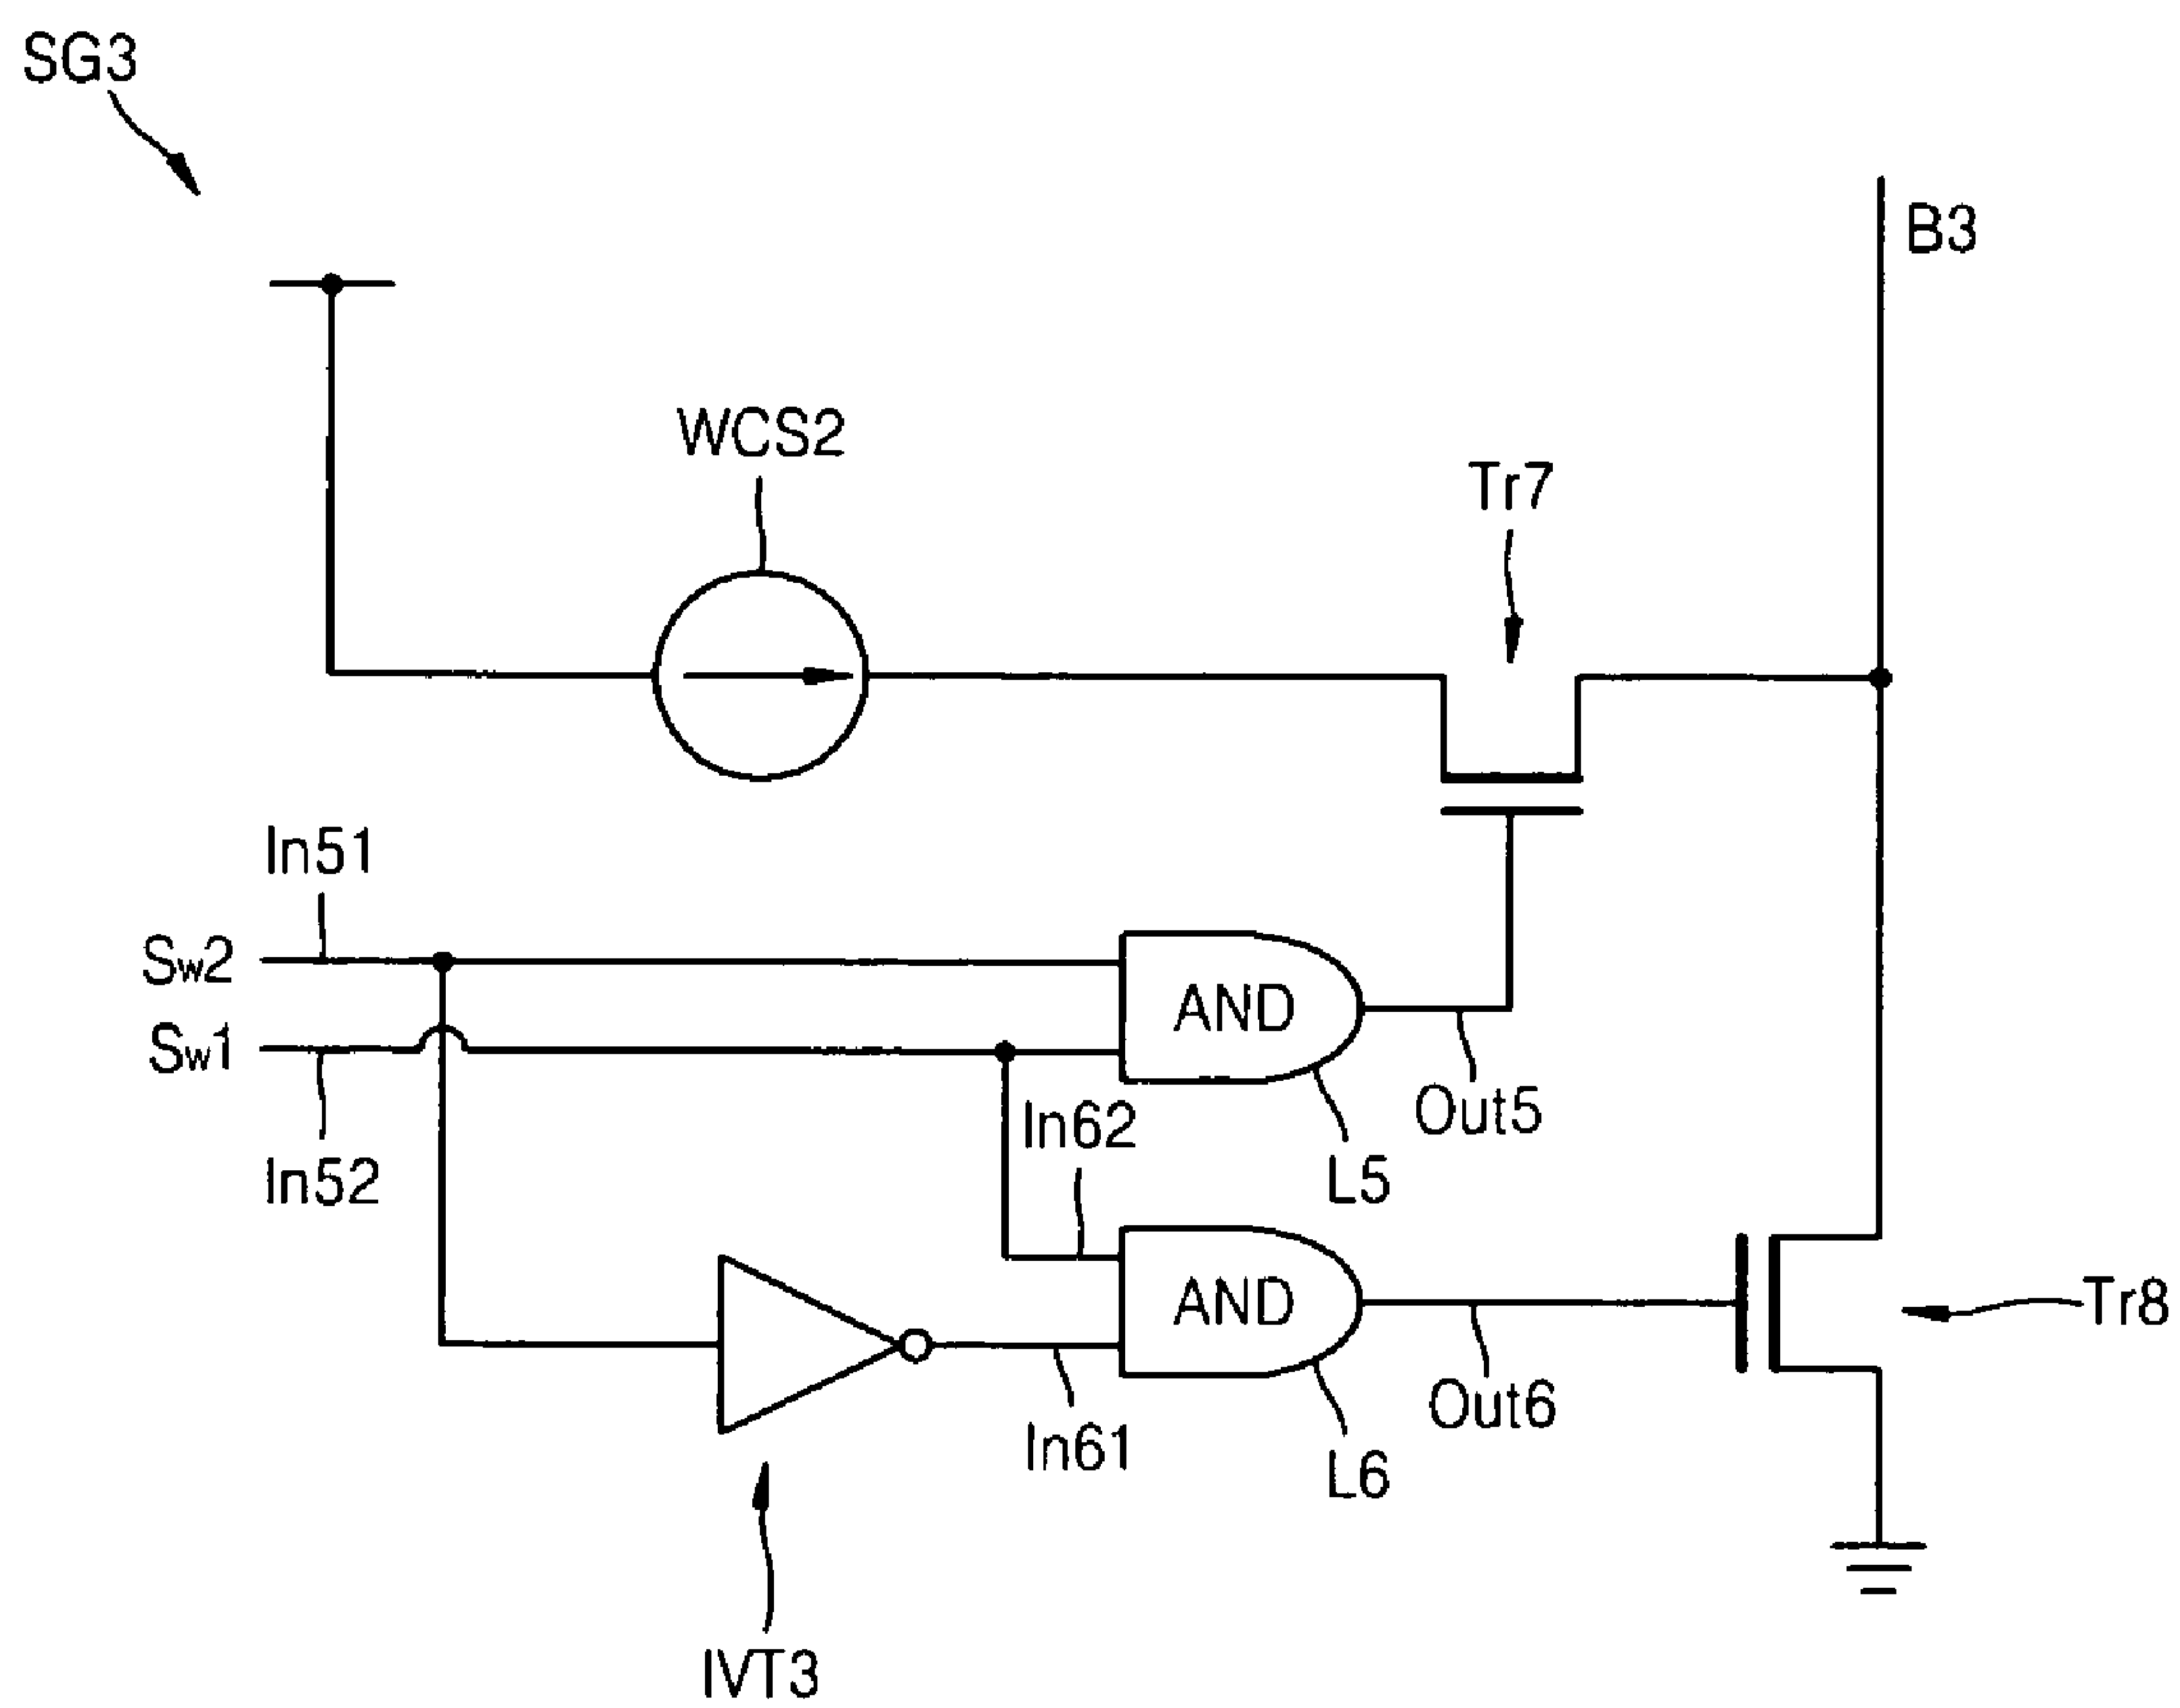 SG3
B3
WCS2
Tr7
In51
Sw2
AND
Sw1
Out5
In62
In52
L5
AND
Tr8
Out6
In61
L6
IVT3